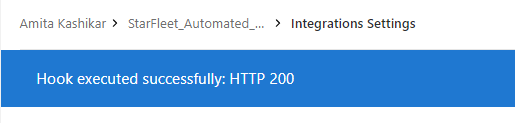 Amita Kashikar > StarFleet_Automated_... > Integrations Settings
Hook executed successfully: HTTP 200